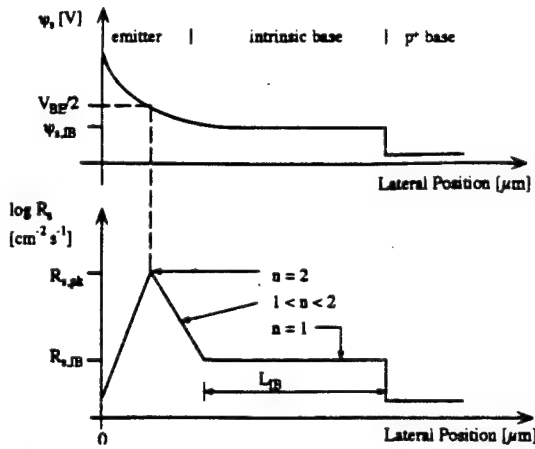 ψs [V]
emitter | intrinsic base | p+ base
VBE/2
ψs,IB
Lateral Position [μm]
log Rs
[cm-2 s-1]
Rs,pk
n = 2
1 < n < 2
n = 1
Rs,IB
LIB
0
Lateral Position [μm]